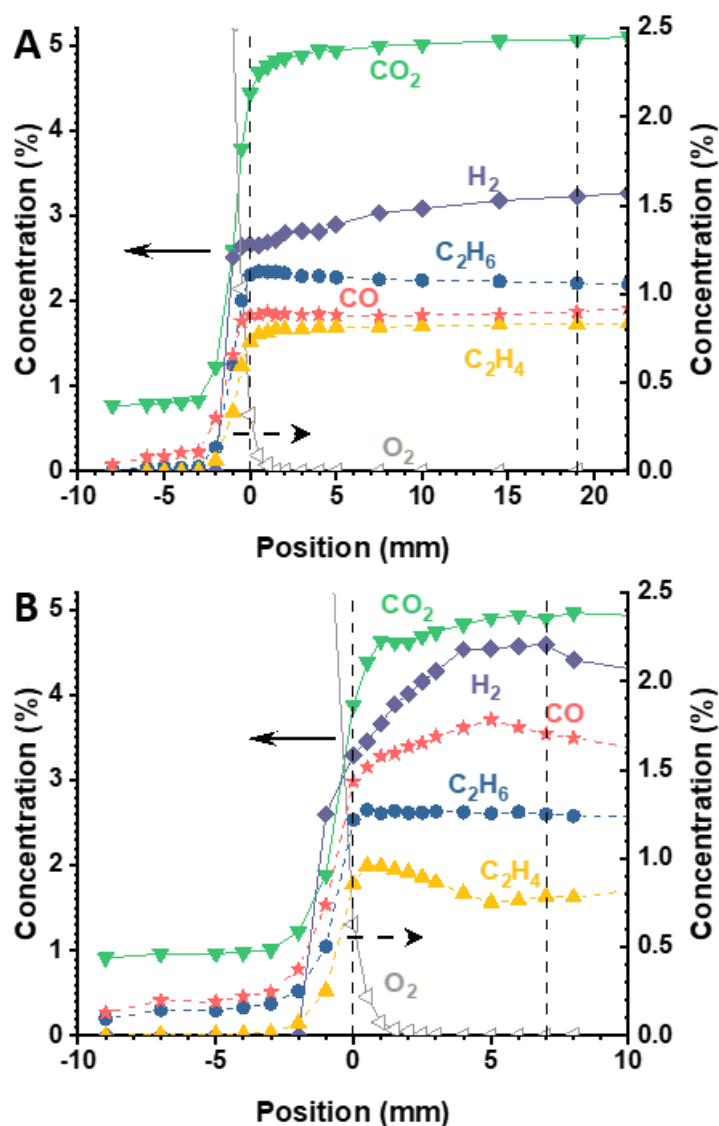 A
5
4
3
2
1
0
Concentration (%)
CO₂
H₂
C₂H₆
CO
C₂H₄
O₂
2.5
2.0
1.5
1.0
0.5
0.0
Concentration (%)
-10 -5 0 5 10 15 20
Position (mm)
B
5
4
3
2
1
0
Concentration (%)
CO₂
H₂
CO
C₂H₆
C₂H₄
O₂
2.5
2.0
1.5
1.0
0.5
0.0
Concentration (%)
-10 -5 0 5 10
Position (mm)